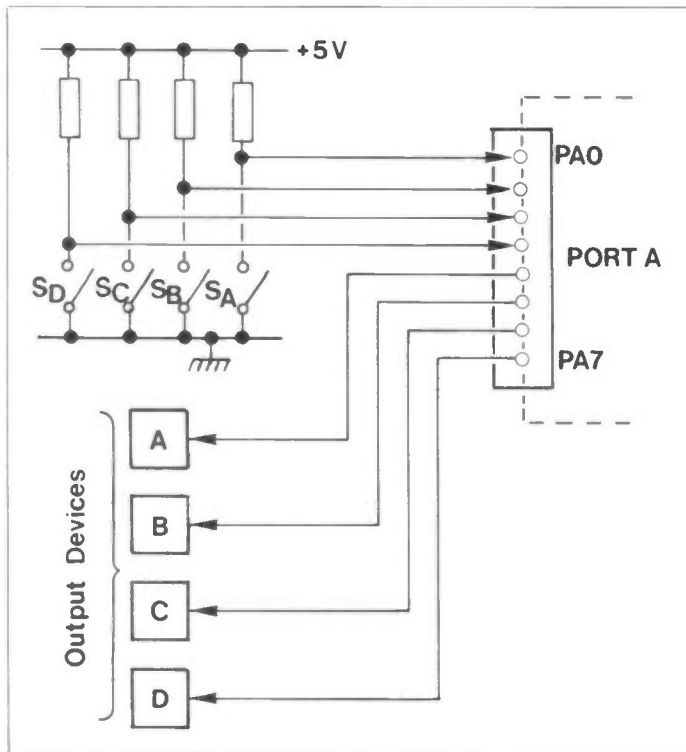 +5V
PA0
PORT A
SD SC SB SA
PA7
A
B
C
D
Output Devices